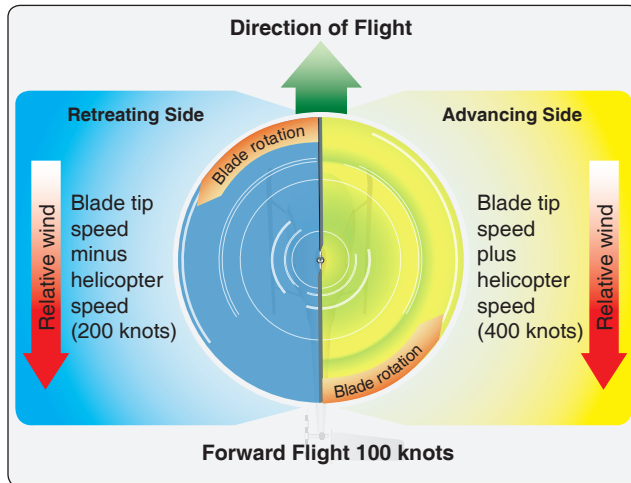 Direction of Flight
Retreating Side
Advancing Side
Blade rotation
Relative wind
Blade tip
speed
minus
helicopter
speed
(200 knots)
Blade tip
speed
plus
helicopter
speed
(400 knots)
Relative wind
Blade rotation
Forward Flight 100 knots